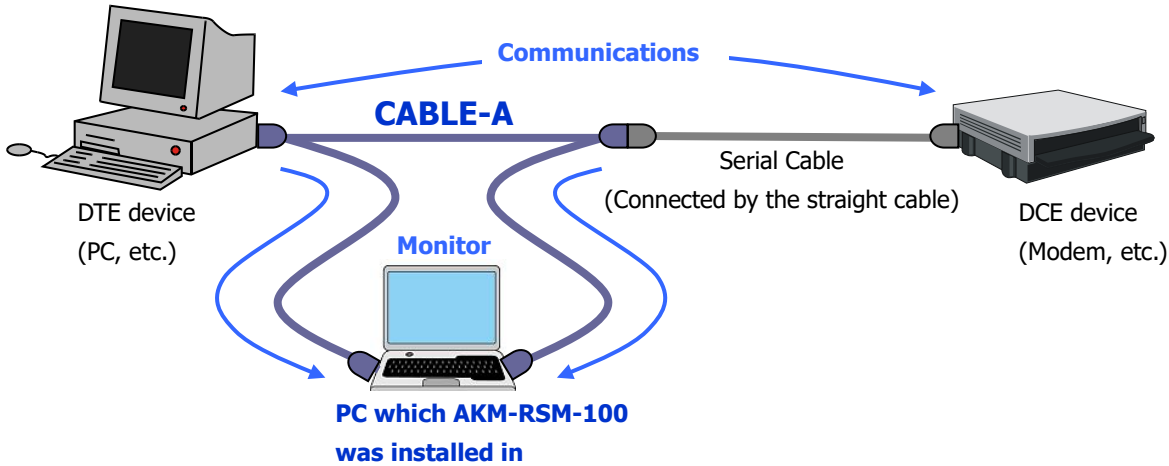 Communications
CABLE-A
Serial Cable
(Connected by the straight cable)
DTE device
(PC, etc.)
DCE device
(Modem, etc.)
Monitor
PC which AKM-RSM-100
was installed in